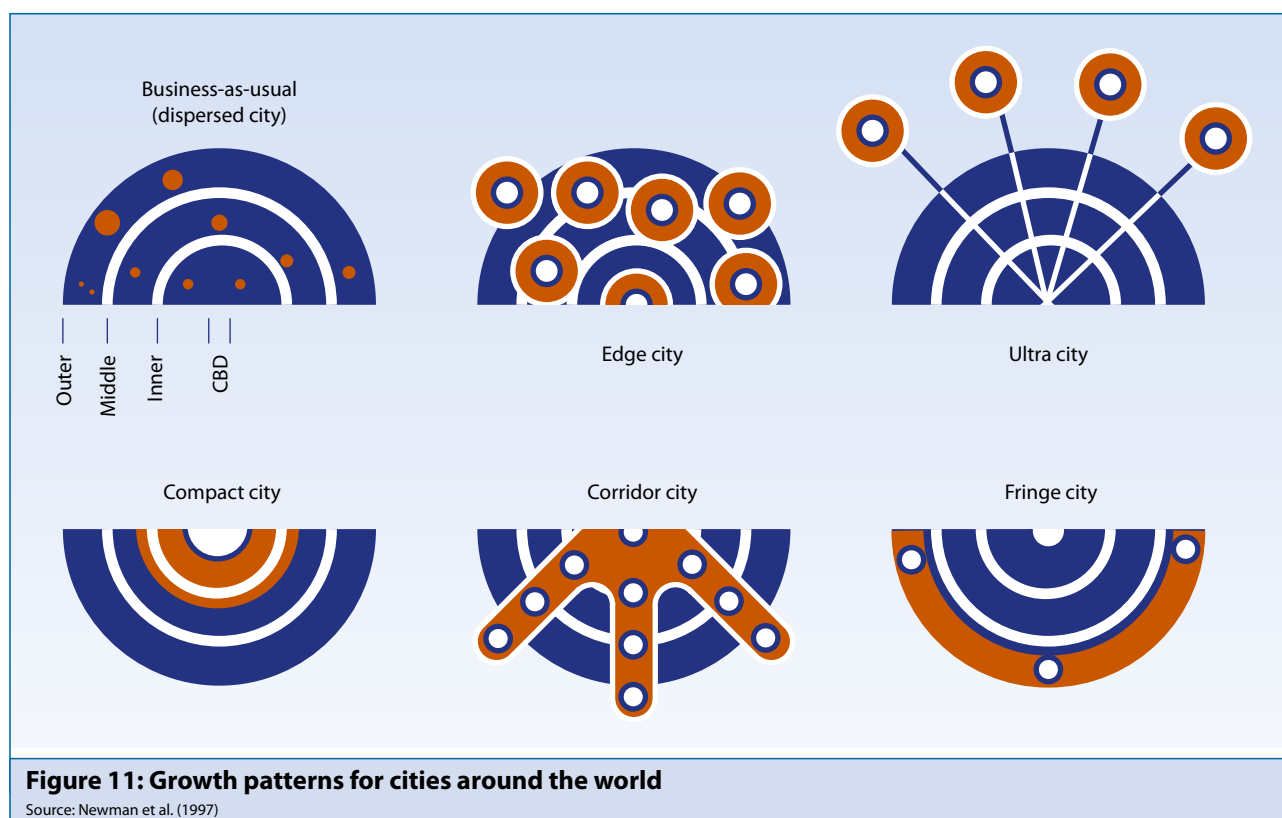 Business-as-usual
(dispersed city)
Outer
Middle
Inner
CBD
Edge city
Ultra city
Compact city
Corridor city
Fringe city
Figure 11: Growth patterns for cities around the world
Source: Newman et al. (1997)